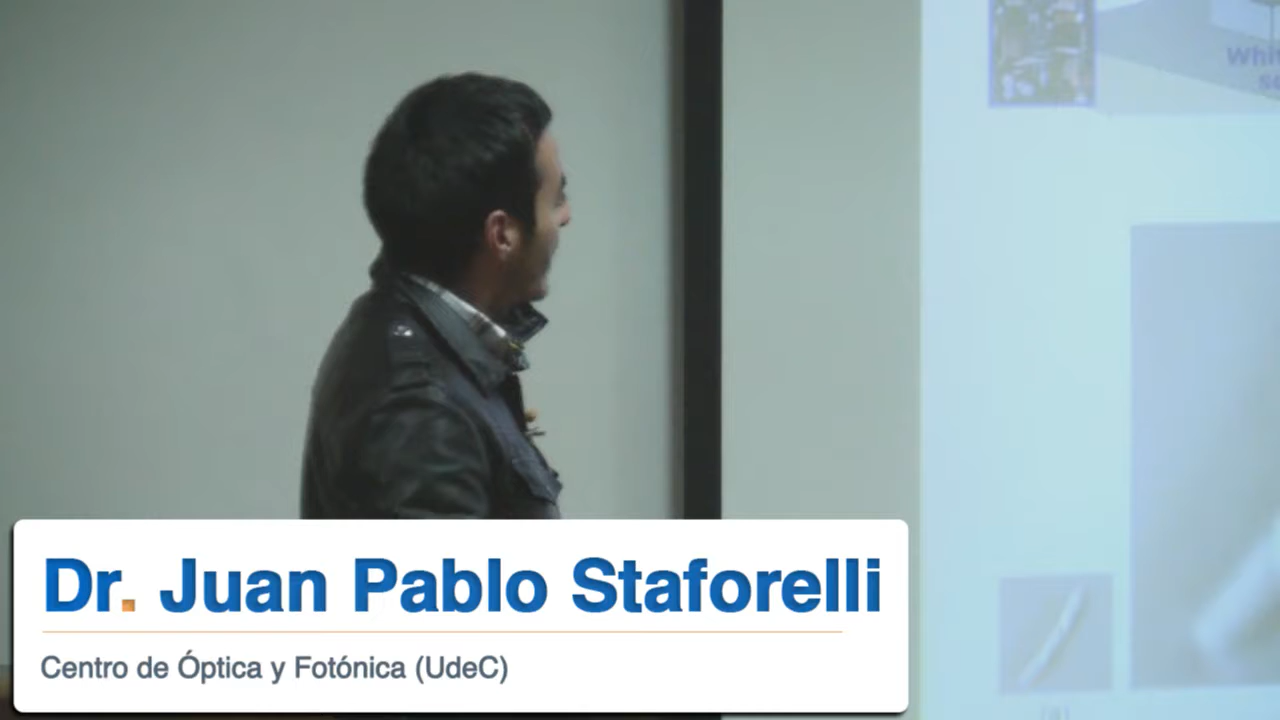 Dr. Juan Pablo Staforelli
Centro de Óptica y Fotónica (UdeC)